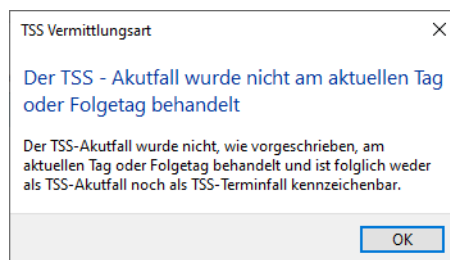 TSS Vermittlungsart
Der TSS - Akutfall wurde nicht am aktuellen Tag
oder Folgetag behandelt
Der TSS-Akutfall wurde nicht, wie vorgeschrieben, am
aktuellen Tag oder Folgetag behandelt und ist folglich weder
als TSS-Akutfall noch als TSS-Terminfall kennzeichenbar.
OK